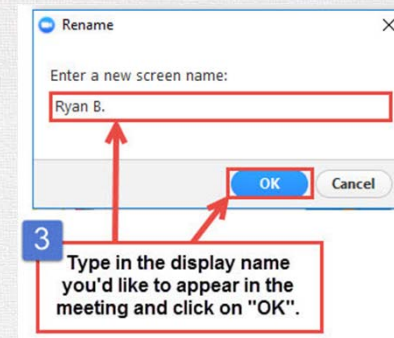 Rename
Enter a new screen name:
Ryan B.
OK
Cancel
3
Type in the display name
you'd like to appear in the
meeting and click on "OK".